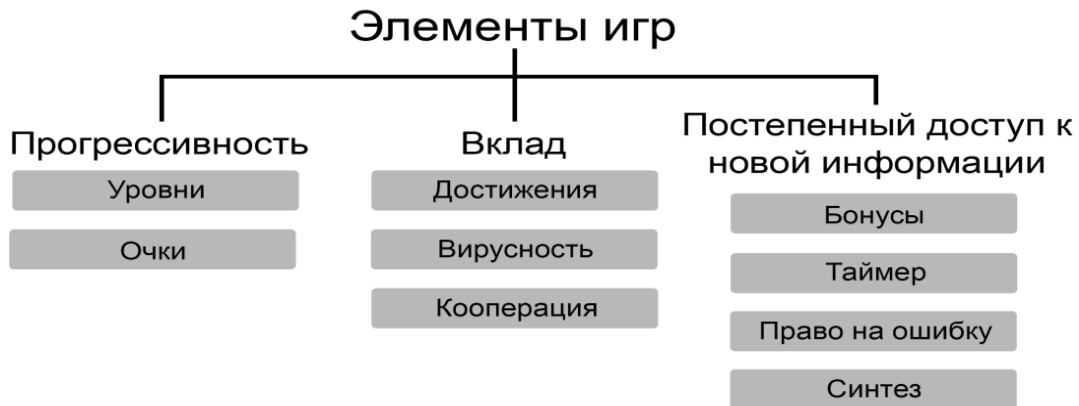 Элементы игр
Прогрессивность
Уровни
Очки
Вклад
Достижения
Вирусность
Кооперация
Постепенный доступ к
новой информации
Бонусы
Таймер
Право на ошибку
Синтез